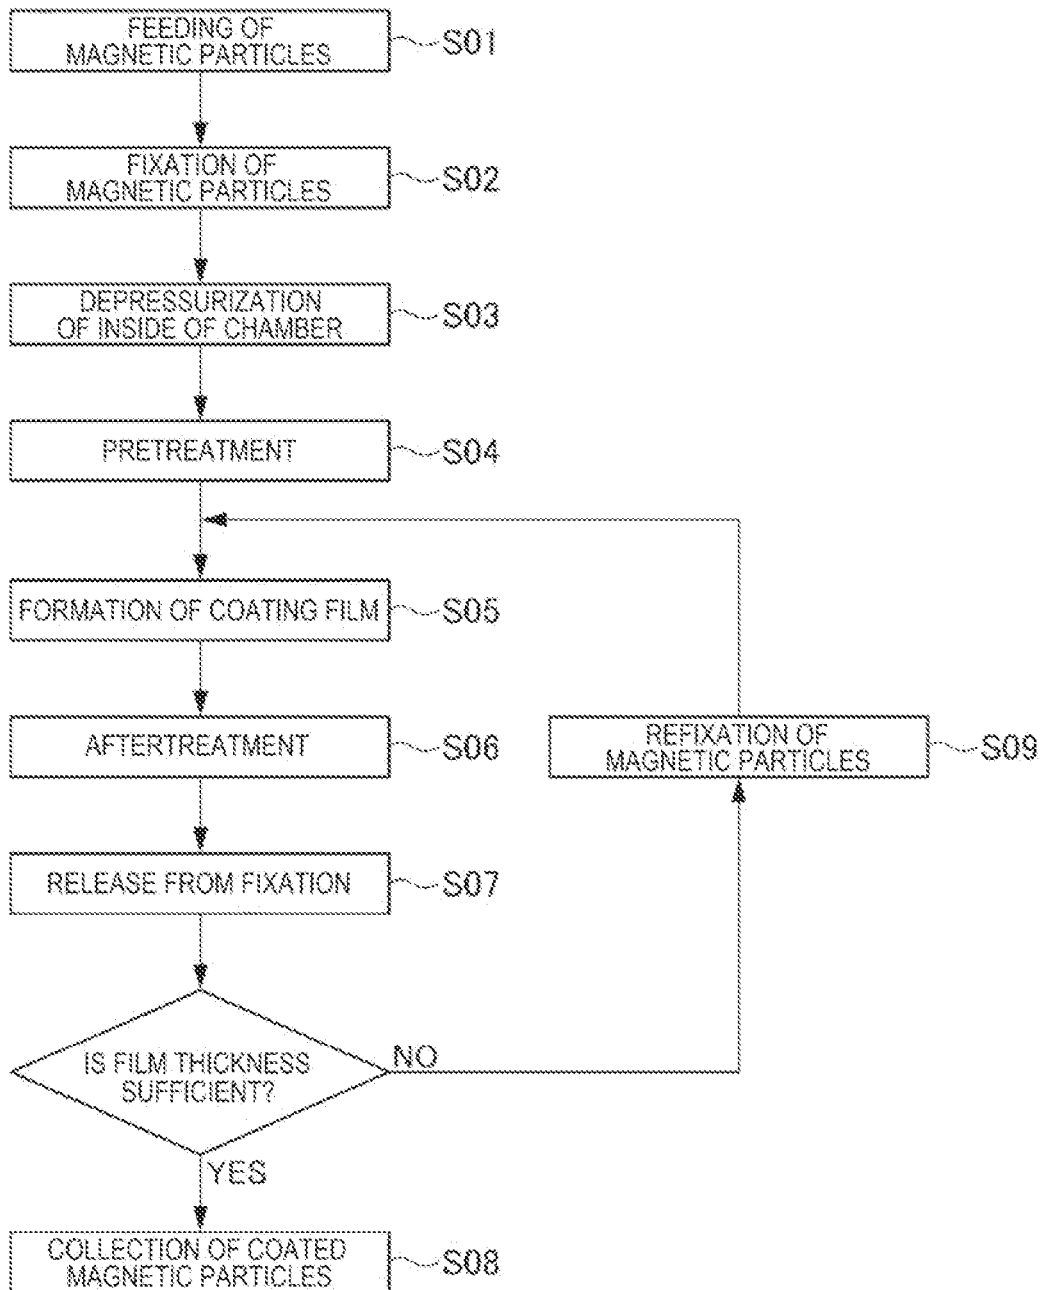 FEEDING OF
MAGNETIC PARTICLES
S01
FIXATION OF
MAGNETIC PARTICLES
S02
DEPRESSURIZATION
OF INSIDE OF CHAMBER
S03
PRETREATMENT
S04
FORMATION OF COATING FILM
S05
AFTERTREATMENT
S06
REFIXATION OF
MAGNETIC PARTICLES
S09
RELEASE FROM FIXATION
S07
IS FILM THICKNESS
SUFFICIENT?
NO
YES
COLLECTION OF COATED
MAGNETIC PARTICLES
S08